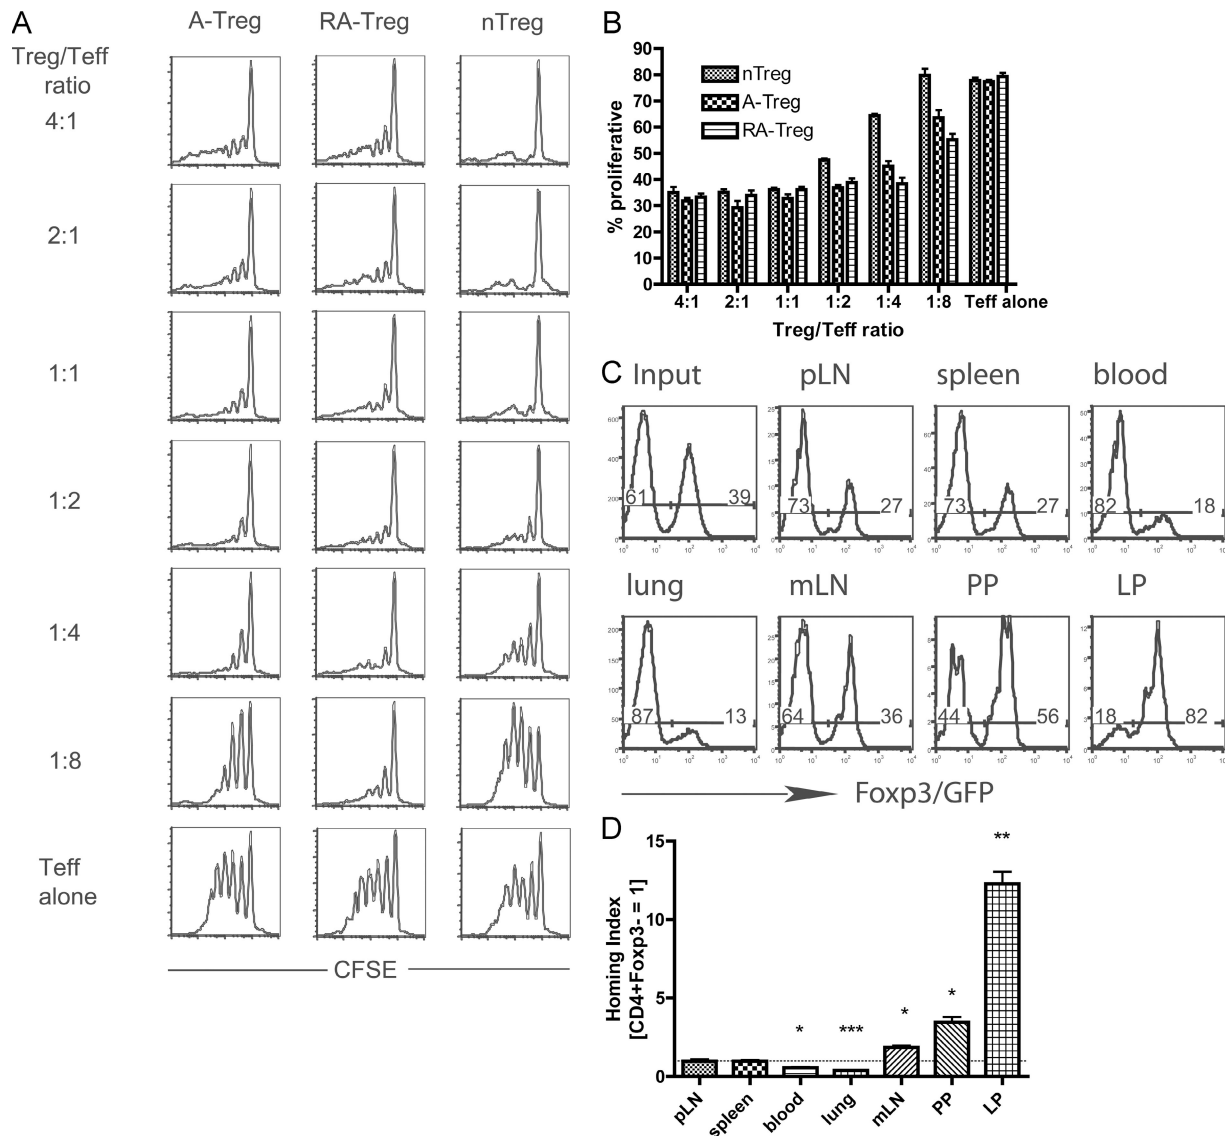 A
A-Treg RA-Treg nTreg
Treg/Teff
ratio
4:1
2:1
1:1
1:2
1:4
1:8
Teff
alone
CFSE
B
90
80
70
60
50
40
30
20
10
0
% proliferative
nTreg
A-Treg
RA-Treg
4:1 2:1 1:1 1:2 1:4 1:8 Teff alone
Treg/Teff ratio
C
Input pLN spleen blood
61 39
73 27
73 27
82 18
lung mLN PP LP
87 13
64 36
44 56
18 82
Foxp3/GFP
D
15
10
5
0
Homing Index
[CD4+Foxp3- = 1]
* *** * * **
pLN spleen blood lung mLN PP LP